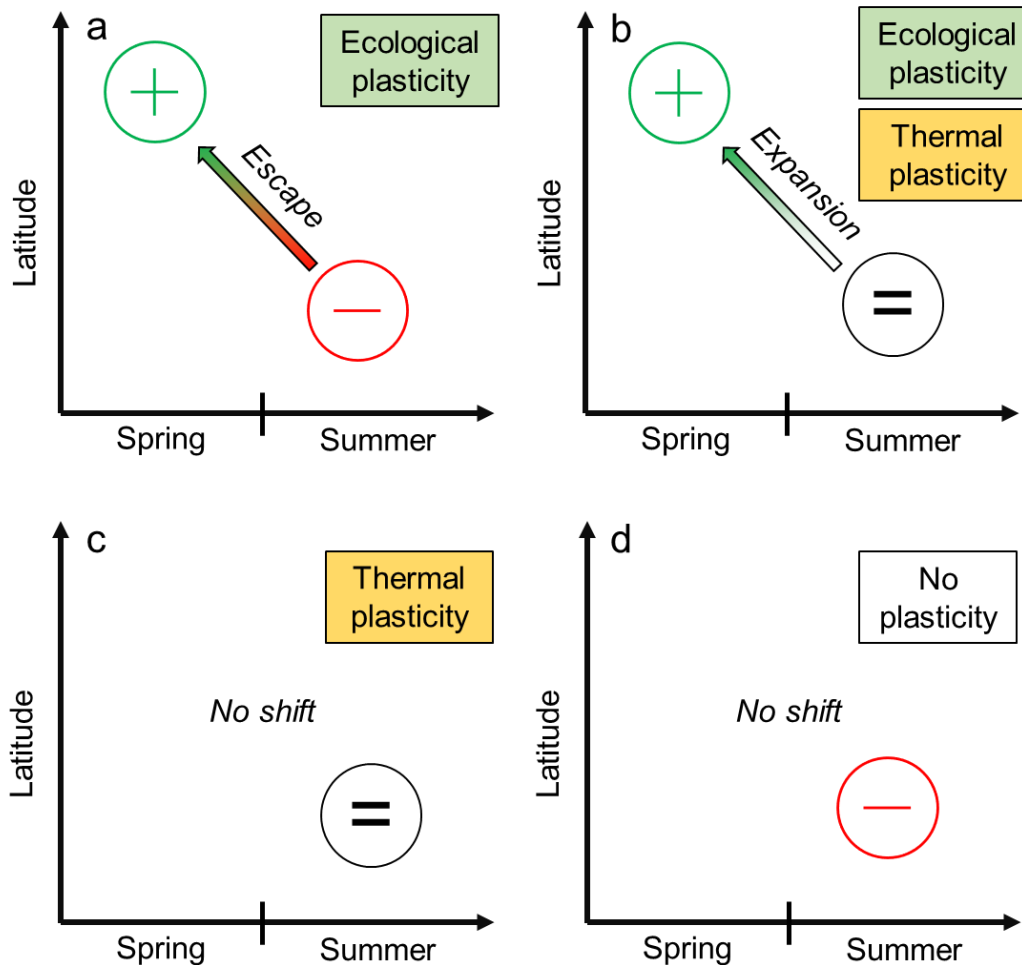 a
Ecological
plasticity
Escape
Latitude
Spring
Summer
b
Ecological
plasticity
Thermal
plasticity
Expansion
Latitude
Spring
Summer
c
Thermal
plasticity
No shift
Latitude
Spring
Summer
d
No
plasticity
No shift
Latitude
Spring
Summer